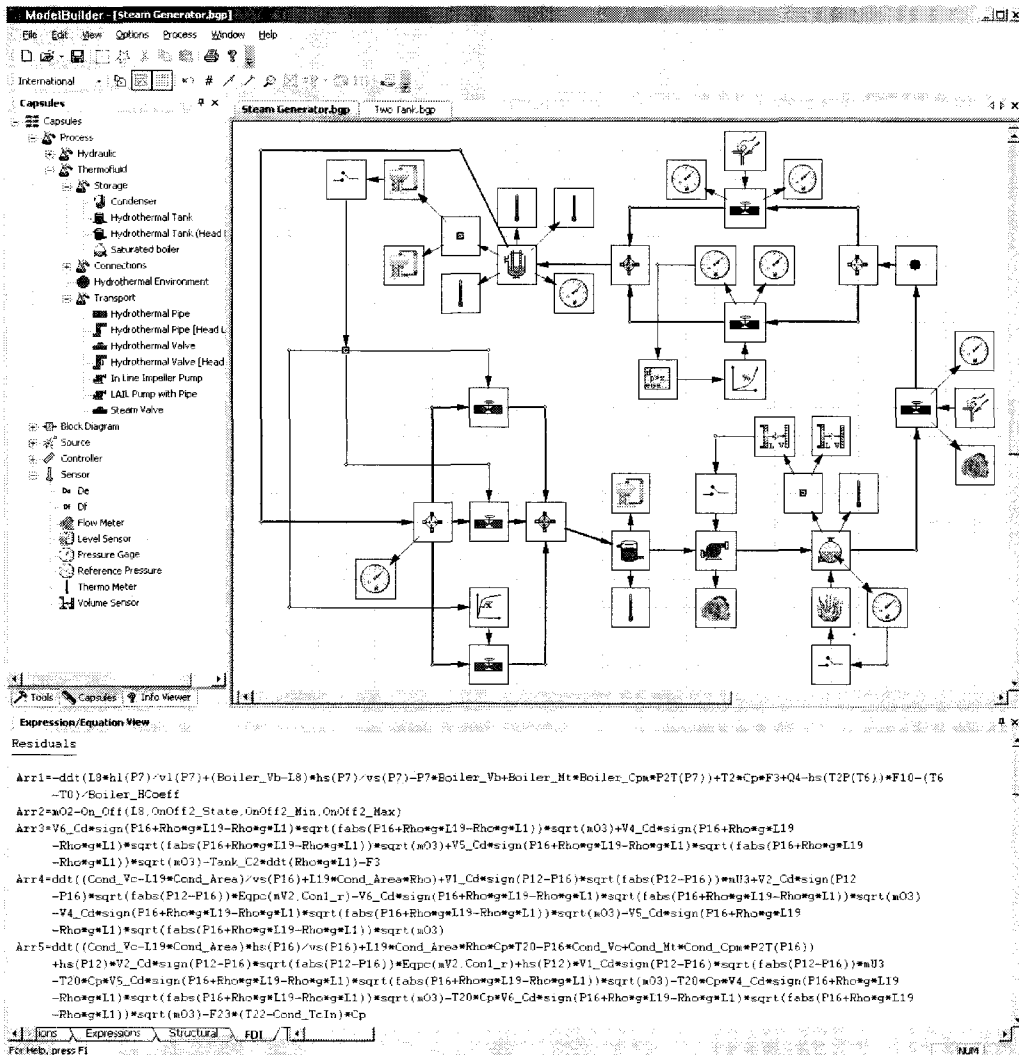 ModelBuilder - [Steam Generator.bgp]
File Edit View Options Process Window Help
International
Capsules
Steam Generator.bgp
Two Tank.bgp
Capsules
Process
Hydraulic
Thermofluid
Storage
Condenser
Hydrothermal Tank
Hydrothermal Tank (Head L
Saturated boiler
Connections
Hydrothermal Environment
Transport
Hydrothermal Pipe
Hydrothermal Pipe [Head L
Hydrothermal Valve
Hydrothermal Valve [Head
In Line Impeller Pump
LAIL Pump with Pipe
Steam Valve
Block Diagram
Source
Controller
Sensor
De De
Df Df
Flow Meter
Level Sensor
Pressure Gage
Reference Pressure
Thermo Meter
Volume Sensor
Tools Capsules Info Viewer
Expression/Equation View
Residuals
Arr1=-ddt(L8*hl(P7)/vl(P7)+(Boiler_Vb-L8)*hs(P7)/vs(P7)-P7*Boiler_Vb+Boiler_Mt*Boiler_Cpm*P2T(P7))+T2*Cp*F3+Q4-hs(T2P(T6))*F10-(T6
-T0)/Boiler_HCoeff
Arr2=mO2-On_Off(L8,OnOff2_State,OnOff2_Min,OnOff2_Max)
Arr3=V6_Cd*sign(P16+Rho*g*L19-Rho*g*L1)*sqrt(fabs(P16+Rho*g*L19-Rho*g*L1))*sqrt(mO3)+V4_Cd*sign(P16+Rho*g*L19
-Rho*g*L1)*sqrt(fabs(P16+Rho*g*L19-Rho*g*L1))*sqrt(mO3)+V5_Cd*sign(P16+Rho*g*L19-Rho*g*L1)*sqrt(fabs(P16+Rho*g*L19
-Rho*g*L1))*sqrt(mO3)-Tank_C2*ddt(Rho*g*L1)-F3
Arr4=ddt((Cond_Vc-L19*Cond_Area)/vs(P16)+L19*Cond_Area*Rho)+V1_Cd*sign(P12-P16)*sqrt(fabs(P12-P16))*mU3+V2_Cd*sign(P12
-P16)*sqrt(fabs(P12-P16))*Eqpc(mV2,Con1_r)-V6_Cd*sign(P16+Rho*g*L19-Rho*g*L1)*sqrt(fabs(P16+Rho*g*L19-Rho*g*L1))*sqrt(mO3)
-V4_Cd*sign(P16+Rho*g*L19-Rho*g*L1)*sqrt(fabs(P16+Rho*g*L19-Rho*g*L1))*sqrt(mO3)-V5_Cd*sign(P16+Rho*g*L19
-Rho*g*L1)*sqrt(fabs(P16+Rho*g*L19-Rho*g*L1))*sqrt(mO3)
Arr5=ddt((Cond_Vc-L19*Cond_Area)*hs(P16)/vs(P16)+L19*Cond_Area*Rho*Cp*T20-P16*Cond_Vc+Cond_Mt*Cond_Cpm*P2T(P16))
+hs(P12)*V2_Cd*sign(P12-P16)*sqrt(fabs(P12-P16))*Eqpc(mV2,Con1_r)+hs(P12)*V1_Cd*sign(P12-P16)*sqrt(fabs(P12-P16))*mU3
-T20*Cp*V5_Cd*sign(P16+Rho*g*L19-Rho*g*L1)*sqrt(fabs(P16+Rho*g*L19-Rho*g*L1))*sqrt(mO3)-T20*Cp*V4_Cd*sign(P16+Rho*g*L19
-Rho*g*L1)*sqrt(fabs(P16+Rho*g*L19-Rho*g*L1))*sqrt(mO3)-T20*Cp*V6_Cd*sign(P16+Rho*g*L19-Rho*g*L1)*sqrt(fabs(P16+Rho*g*L19
-Rho*g*L1))*sqrt(mO3)-F23*(T22-Cond_TcIn)*Cp
ions Expressions Structural FDI
For Help, press F1
NUM